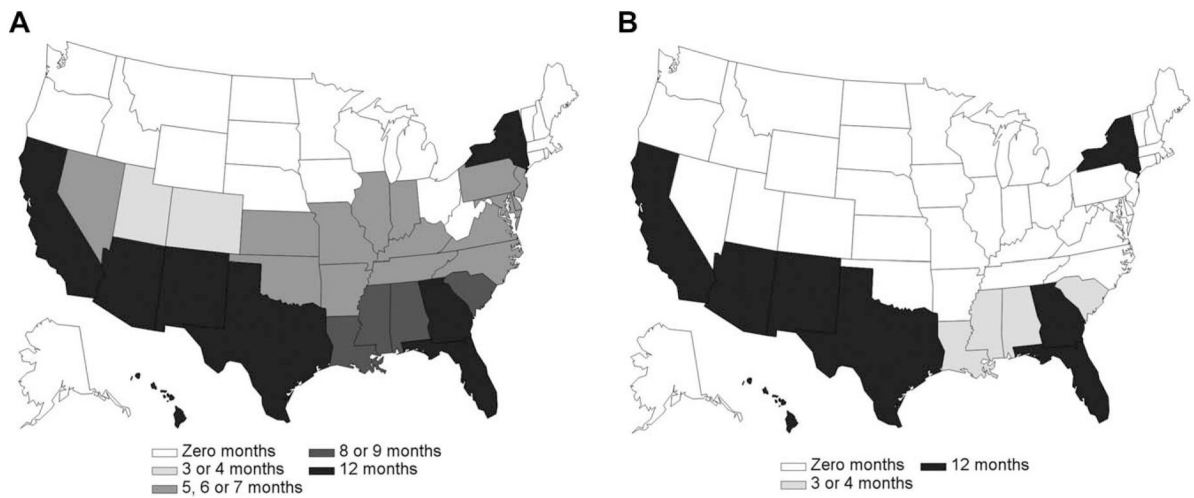 A
B
Zero months
3 or 4 months
5, 6 or 7 months
8 or 9 months
12 months
Zero months
3 or 4 months
12 months